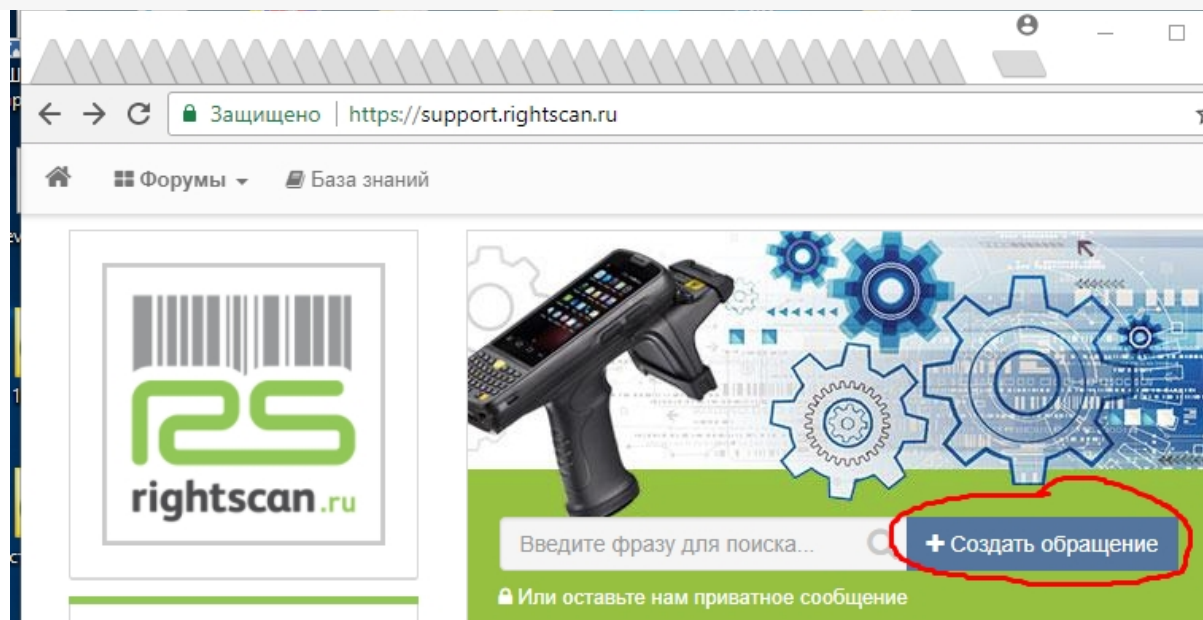 Защищено | https://support.rightscan.ru
Форумы
База знаний
rs
rightscan.ru
Введите фразу для поиска...
+ Создать обращение
Или оставьте нам приватное сообщение